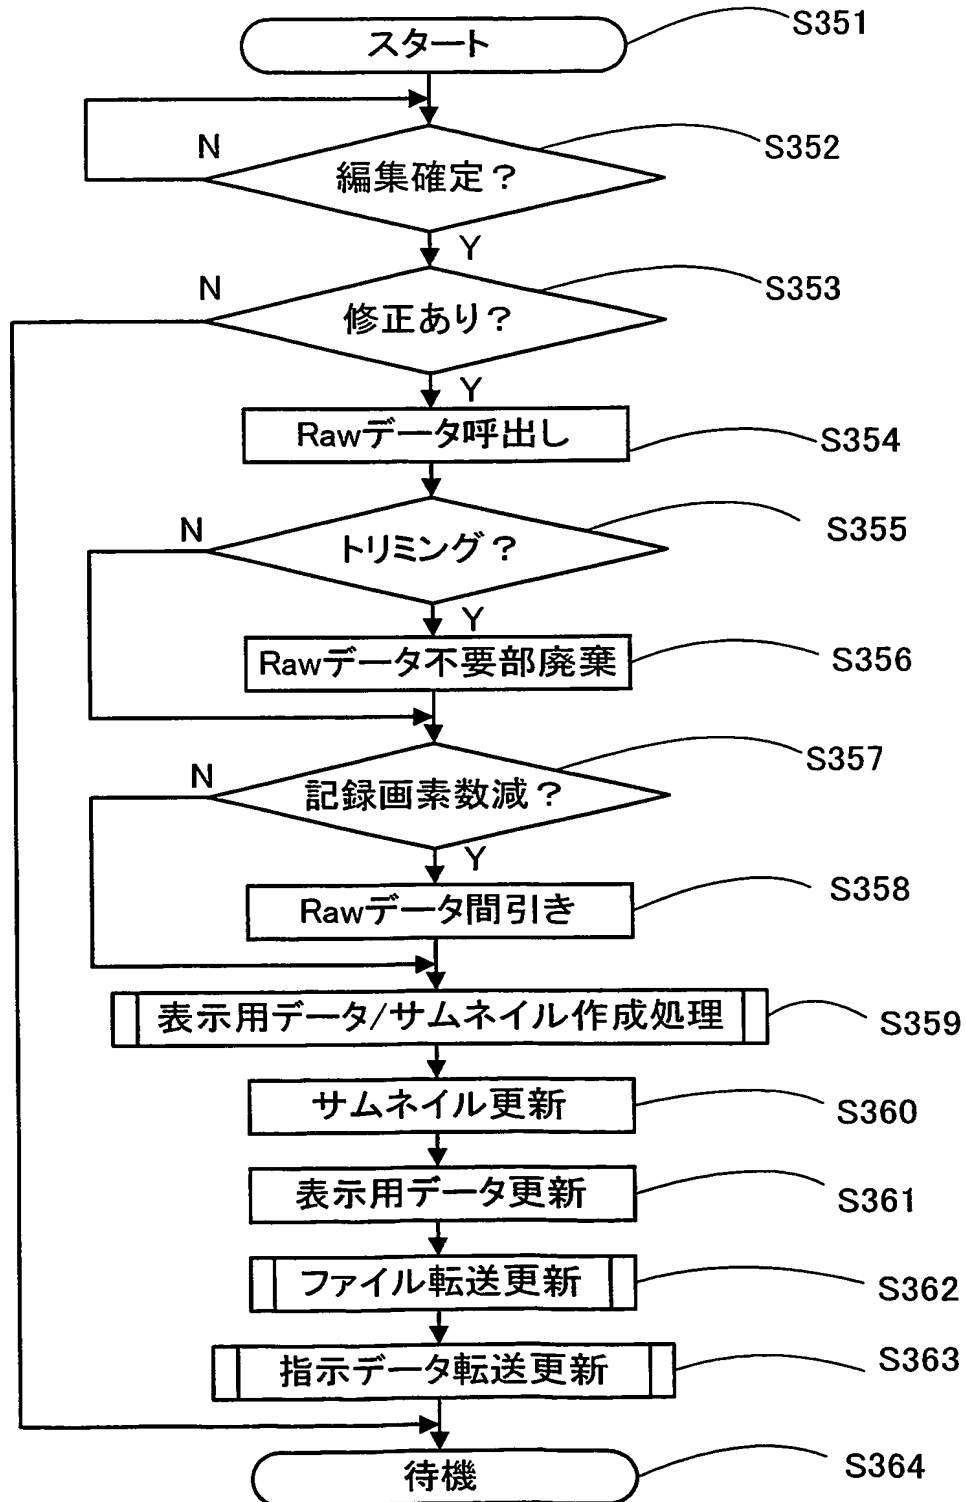 スタート
S351
編集確定？
N
S352
Y
修正あり？
N
S353
Y
Rawデータ呼出し
S354
トリミング？
N
S355
Y
Rawデータ不要部廃棄
S356
記録画素数減？
N
S357
Y
Rawデータ間引き
S358
表示用データ/サムネイル作成処理
S359
サムネイル更新
S360
表示用データ更新
S361
ファイル転送更新
S362
指示データ転送更新
S363
待機
S364